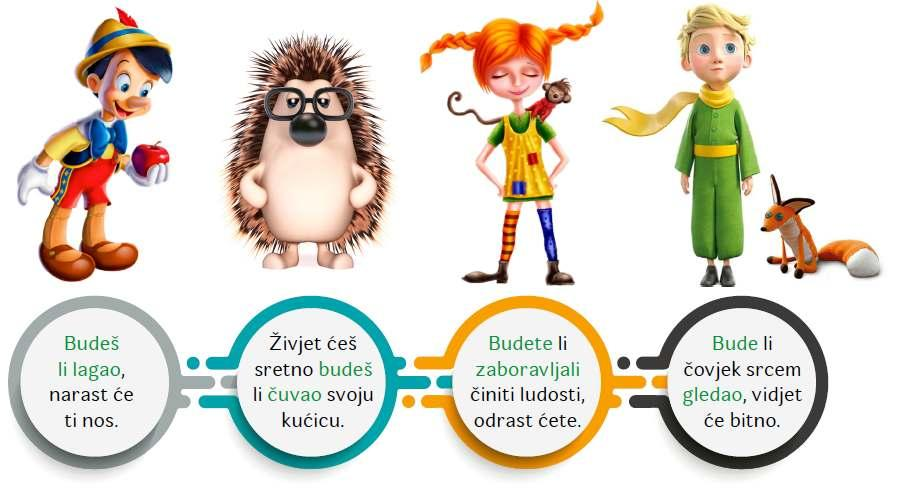 Budeš
li lagao,
narast će
ti nos.
Živjet ćeš
sretno budeš
li čuvao svoju
kućicu.
Budete li
zaboravljali
činiti ludosti,
odrast ćete.
Bude li
čovjek srcem
gledao, vidjet
će bitno.